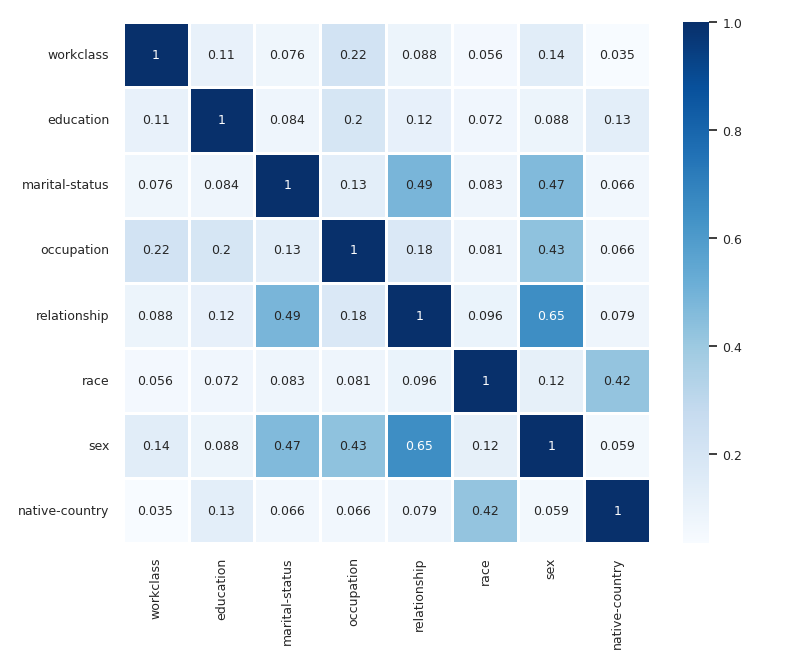 workclass 1 0.11 0.076 0.22 0.088 0.056 0.14 0.035
education 0.11 1 0.084 0.2 0.12 0.072 0.088 0.13
marital-status 0.076 0.084 1 0.13 0.49 0.083 0.47 0.066
occupation 0.22 0.2 0.13 1 0.18 0.081 0.43 0.066
relationship 0.088 0.12 0.49 0.18 1 0.096 0.65 0.079
race 0.056 0.072 0.083 0.081 0.096 1 0.12 0.42
sex 0.14 0.088 0.47 0.43 0.65 0.12 1 0.059
native-country 0.035 0.13 0.066 0.066 0.079 0.42 0.059 1
workclass
education
marital-status
occupation
relationship
race
sex
native-country
1.0
0.8
0.6
0.4
0.2